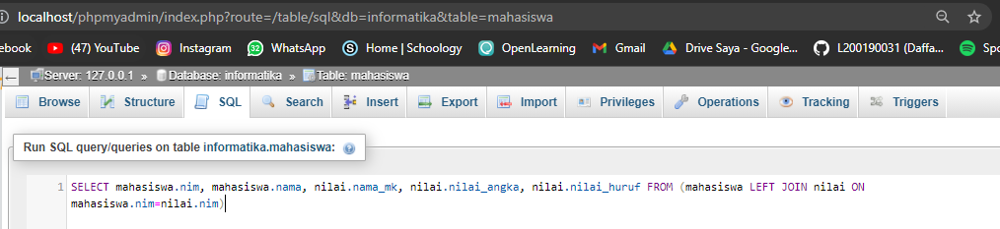 localhost/phpmyadmin/index.php?route=/table/sql&db=informatika&table=mahasiswa
ebook (47) YouTube Instagram 32 WhatsApp S Home | Schoology OpenLearning Gmail Drive Saya - Google... L200190031 (Daffa... Spo
Server: 127.0.0.1 » Database: informatika » Table: mahasiswa
Browse Structure SQL Search Insert Export Import Privileges Operations Tracking Triggers
Run SQL query/queries on table informatika.mahasiswa:
1 SELECT mahasiswa.nim, mahasiswa.nama, nilai.nama_mk, nilai.nilai_angka, nilai.nilai_huruf FROM (mahasiswa LEFT JOIN nilai ON
mahasiswa.nim=nilai.nim)